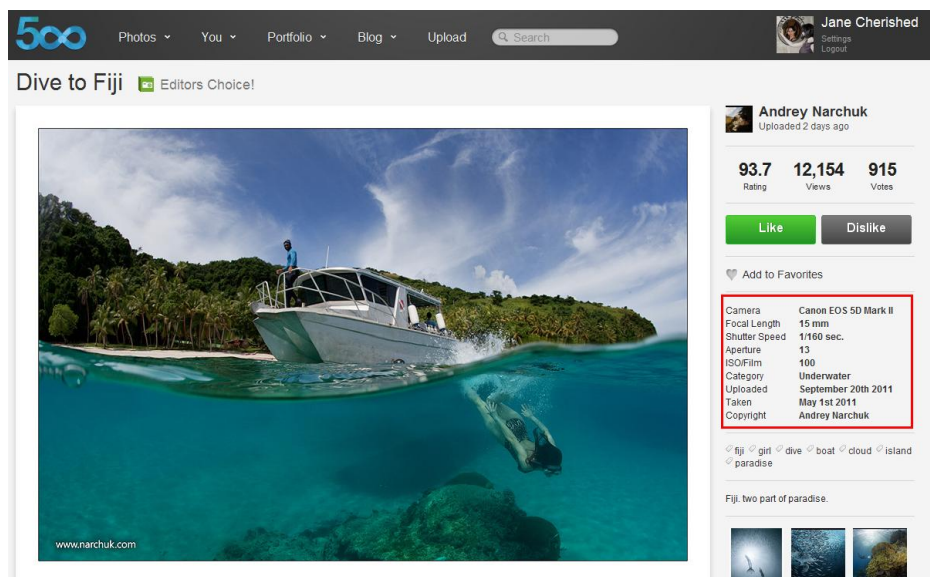 500
Photos You Portfolio Blog Upload Search
Jane Cherished
Settings
Logout
Dive to Fiji Editors Choice!
Andrey Narchuk
Uploaded 2 days ago
93.7 12,154 915
Rating Views Votes
Like Dislike
Add to Favorites
Camera Canon EOS 5D Mark II
Focal Length 15 mm
Shutter Speed 1/160 sec.
Aperture 13
ISO/Film 100
Category Underwater
Uploaded September 20th 2011
Taken May 1st 2011
Copyright Andrey Narchuk
fiji girl dive boat cloud island
paradise
Fiji. two part of paradise.
www.narchuk.com